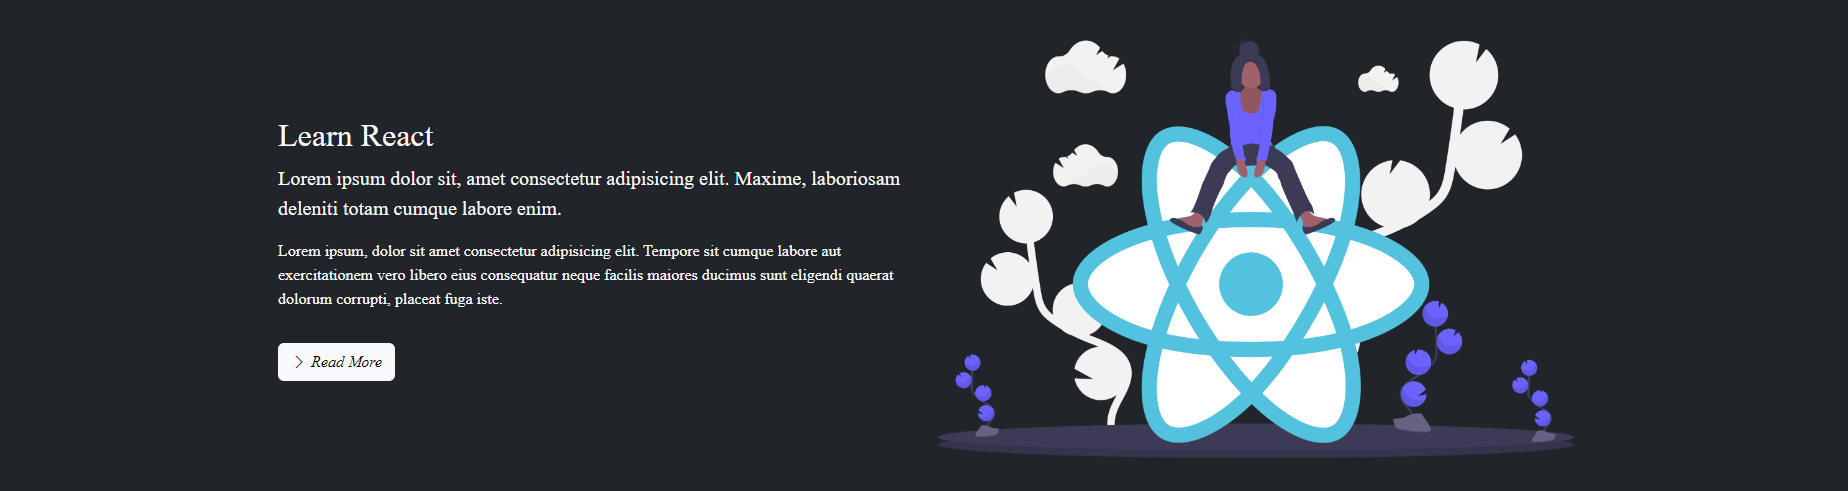 Learn React
Lorem ipsum dolor sit, amet consectetur adipisicing elit. Maxime, laboriosam
deleniti totam cumque labore enim.
Lorem ipsum, dolor sit amet consectetur adipisicing elit. Tempore sit cumque labore aut
exercitationem vero libero eius consequatur neque facilis maiores ducimus sunt eligendi quaerat
dolorum corrupti, placeat fuga iste.
Read More